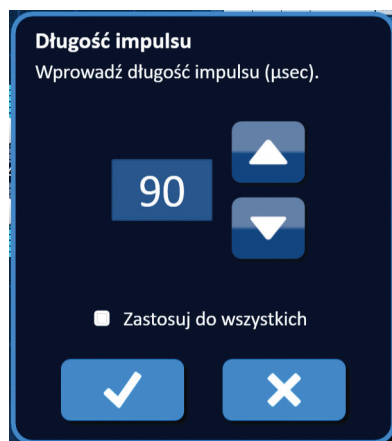 Długość impulsu
Wprowadź długość impulsu (µsec).
90
Zastosuj do wszystkich